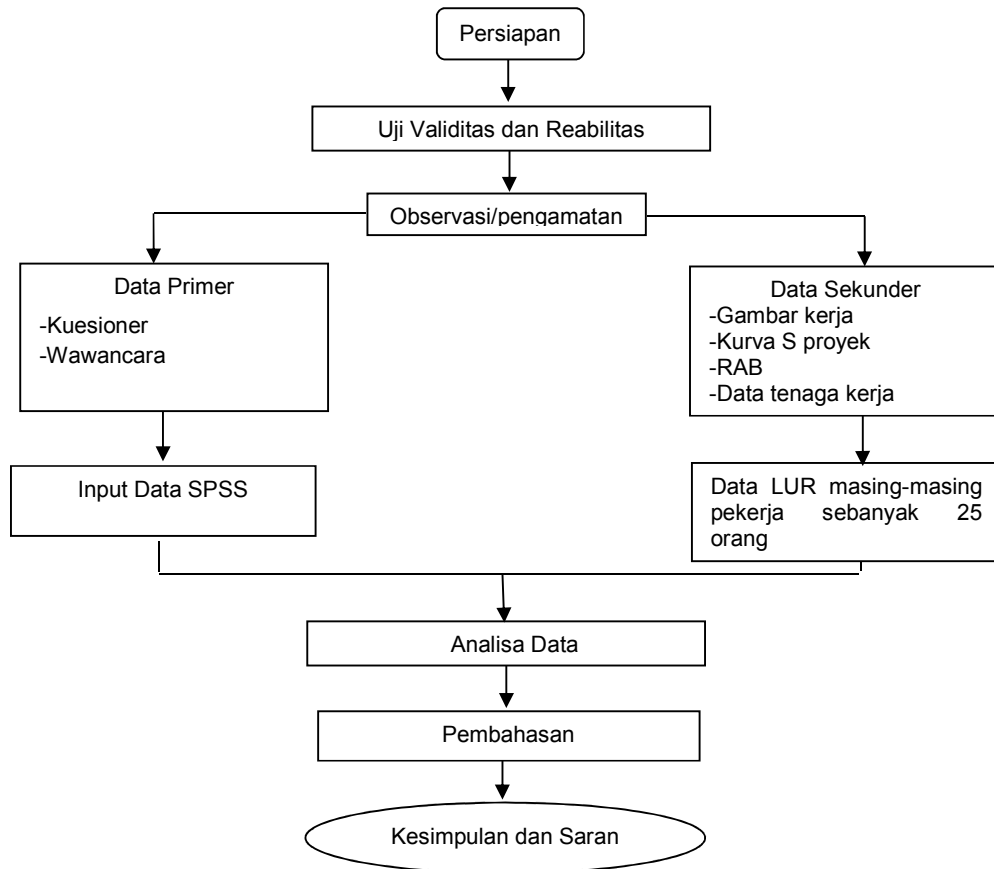 Persiapan
Uji Validitas dan Reabilitas
Observasi/pengamatan
Data Primer
-Kuesioner
-Wawancara
Data Sekunder
-Gambar kerja
-Kurva S proyek
-RAB
-Data tenaga kerja
Input Data SPSS
Data LUR masing-masing
pekerja sebanyak 25
orang
Analisa Data
Pembahasan
Kesimpulan dan Saran